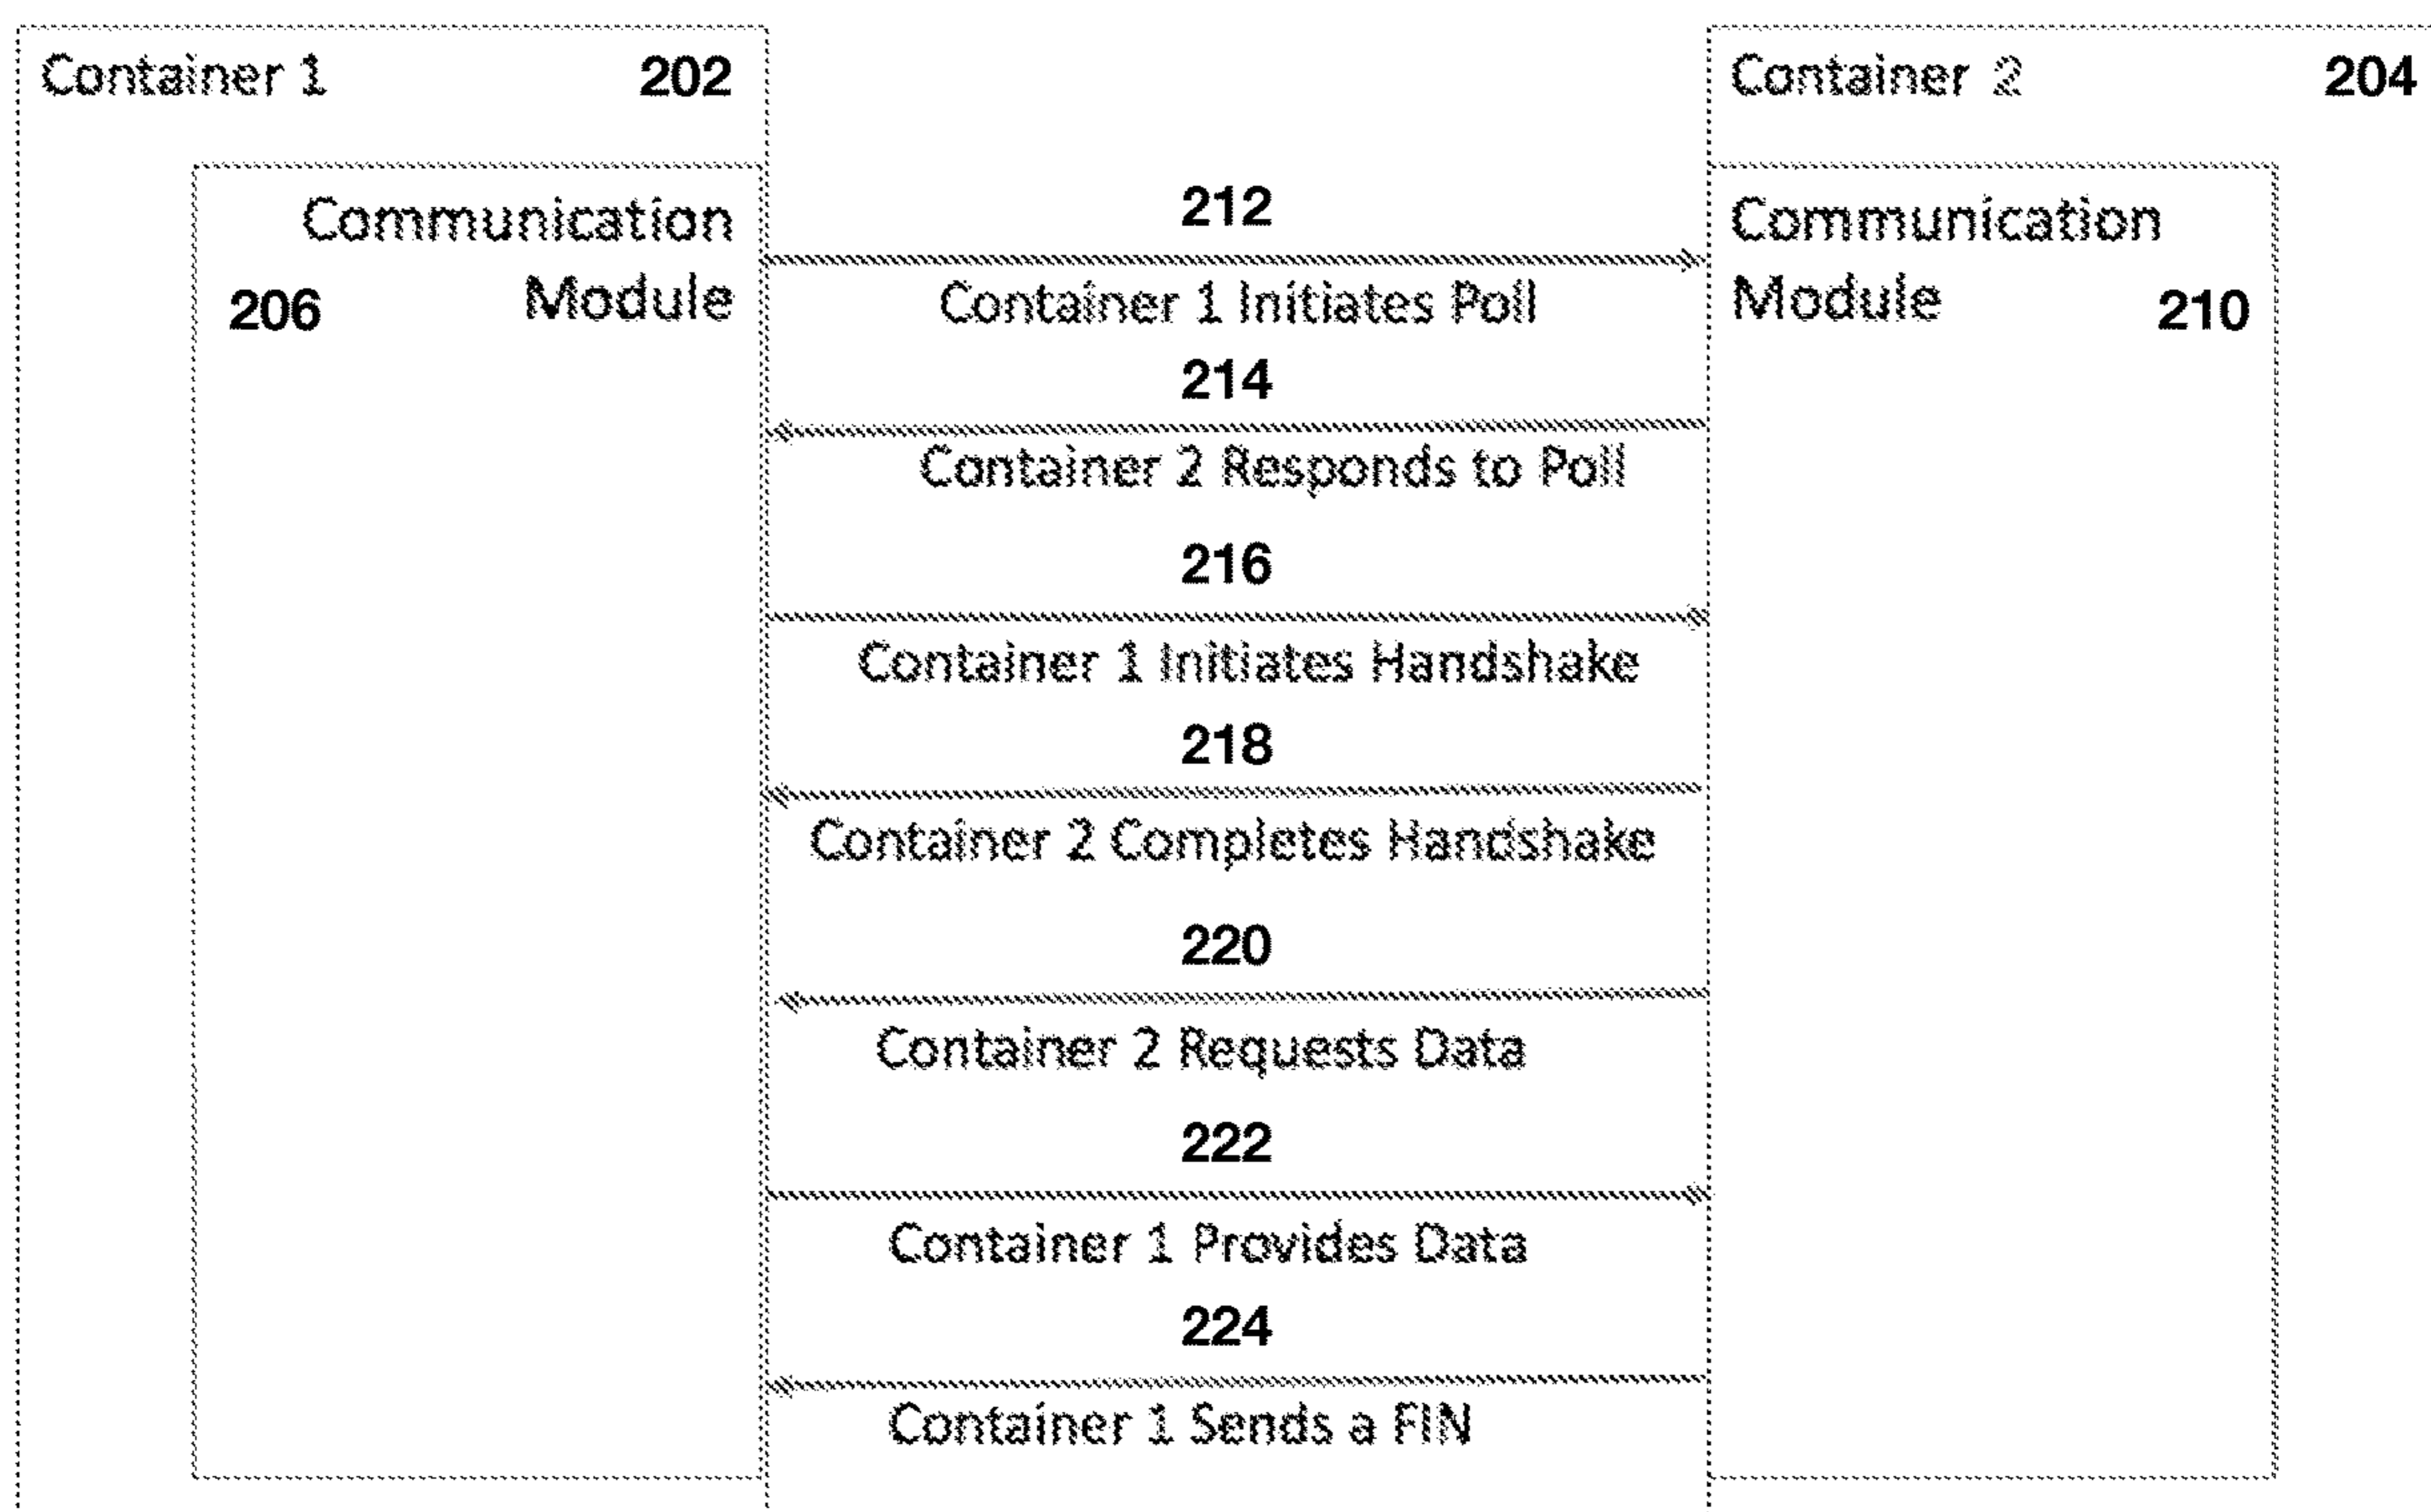 Container 1 202
Container 2 204
Communication
Module
206
Communication
Module 210
212
Container 1 Initiates Poll
214
Container 2 Responds to Poll
216
Container 1 Initiates Handshake
218
Container 2 Completes Handshake
220
Container 2 Requests Data
222
Container 1 Provides Data
224
Container 1 Sends a FIN